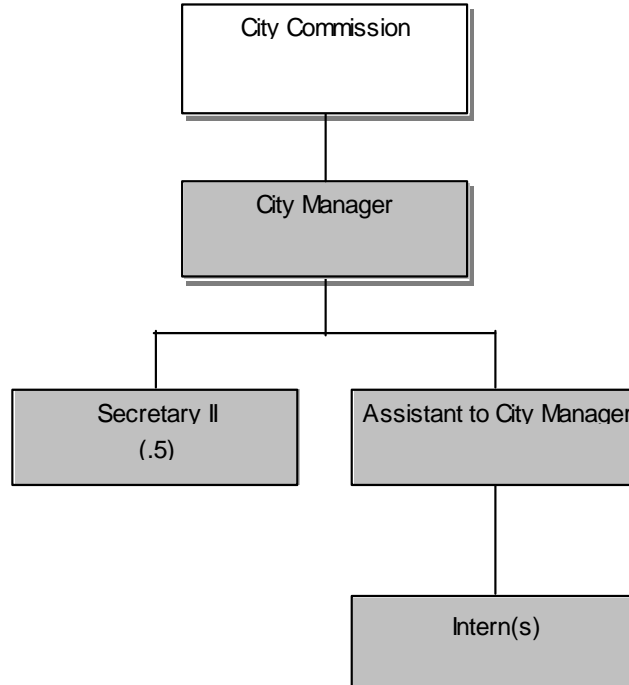 City Commission
City Manager
Secretary II
(.5)
Assistant to City Manager
Intern(s)